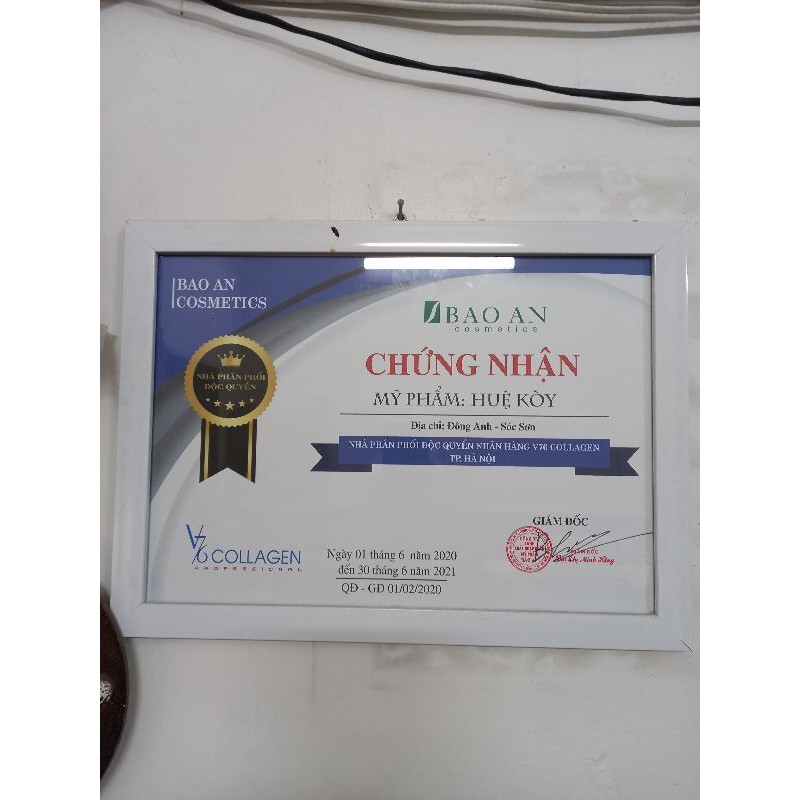 BAO AN
COSMETICS
BAO AN
cosmetics
CHỨNG NHẬN
NHÀ PHÂN PHỐI
ĐỘC QUYỀN
MỸ PHẨM: HUỆ KÒY
Địa chỉ: Đông Anh - Sóc Sơn
NHÀ PHÂN PHỐI ĐỘC QUYỀN NHÃN HÀNG V76 COLLAGEN
TP. HÀ NỘI
GIÁM ĐỐC
V76 COLLAGEN
PROFESSIONAL
Ngày 01 tháng 6 năm 2020
đến 30 tháng 6 năm 2021
QĐ - GĐ 01/02/2020